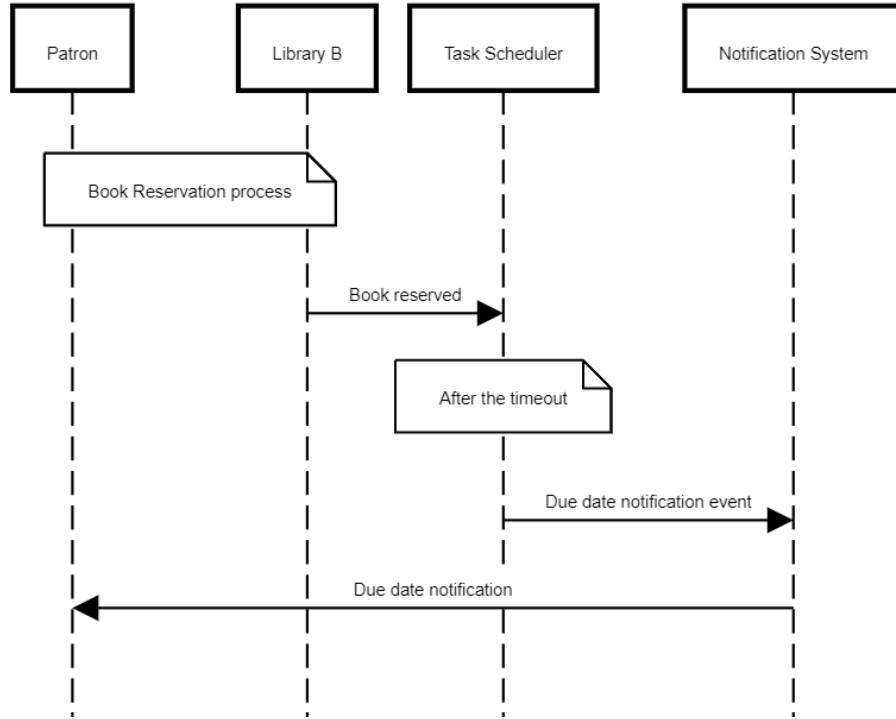 Patron
Library B
Task Scheduler
Notification System
Book Reservation process
Book reserved
After the timeout
Due date notification event
Due date notification